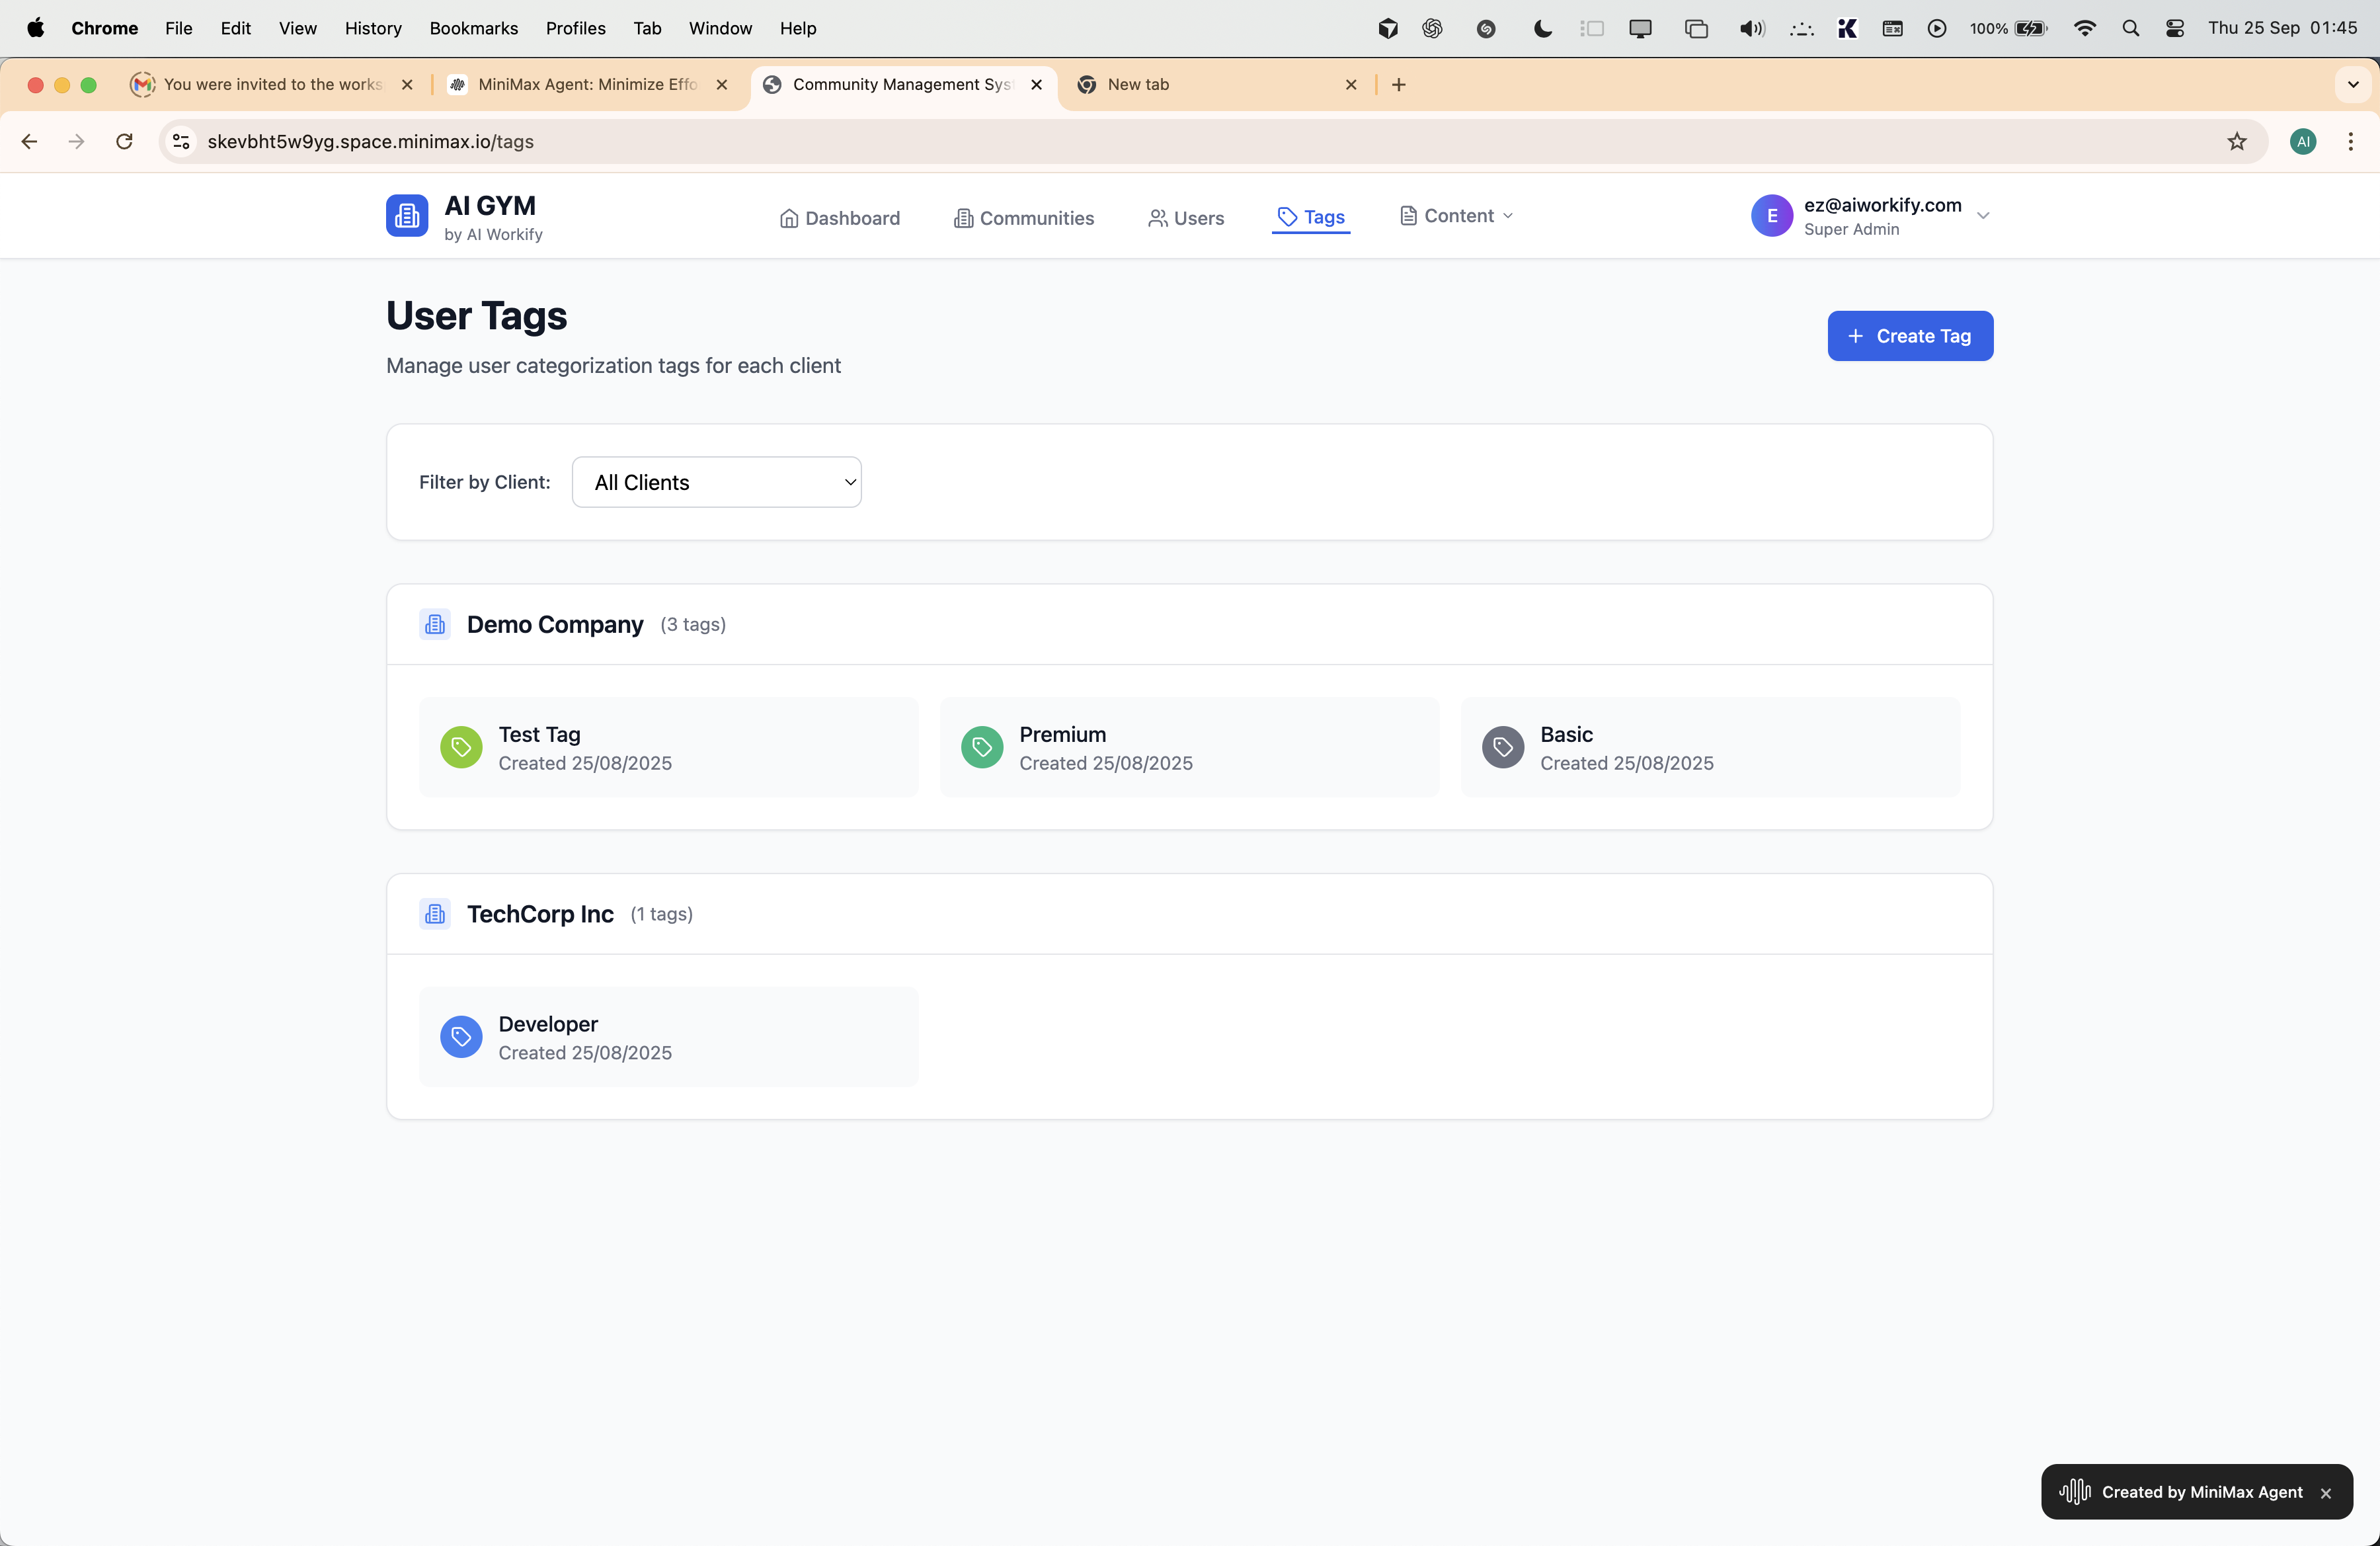 Chrome File Edit View History Bookmarks Profiles Tab Window Help 100% Thu 25 Sep 01:45
You were invited to the works MiniMax Agent: Minimize Effo Community Management Syst New tab
skevbht5w9yg.space.minimax.io/tags AI
AI GYM
by AI Workify
Dashboard Communities Users Tags Content
E
ez@aiworkify.com
Super Admin
User Tags
Manage user categorization tags for each client
+ Create Tag
Filter by Client: All Clients
Demo Company (3 tags)
Test Tag
Created 25/08/2025
Premium
Created 25/08/2025
Basic
Created 25/08/2025
TechCorp Inc (1 tags)
Developer
Created 25/08/2025
Created by MiniMax Agent